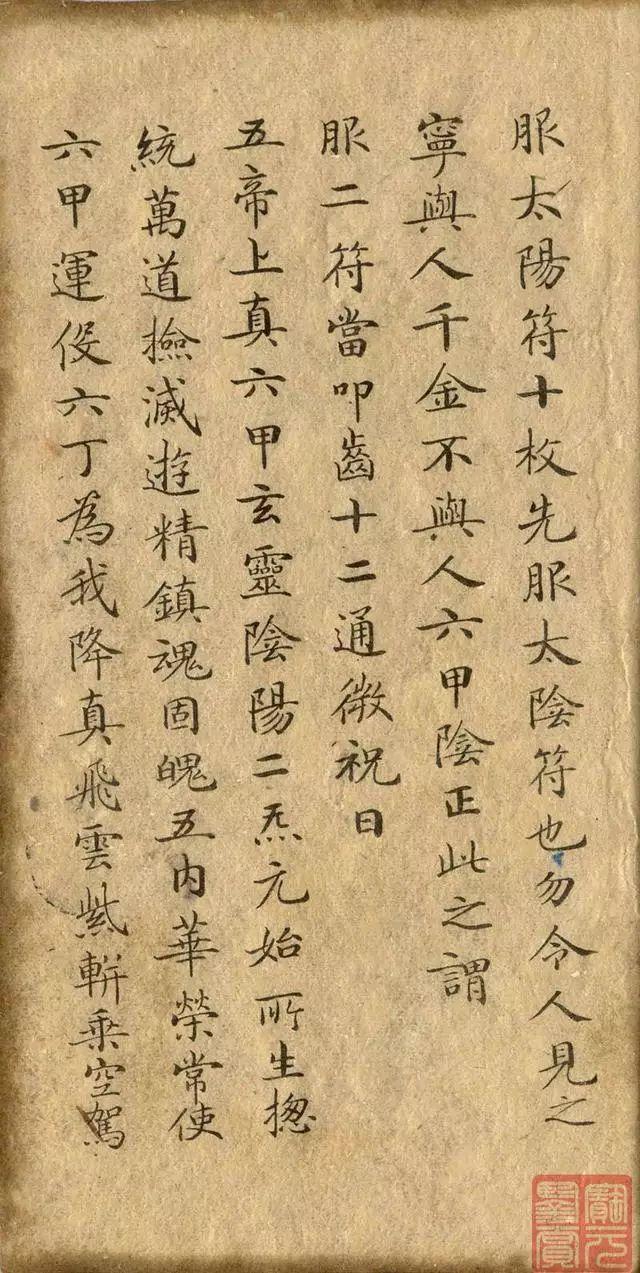 服太陽符十枚先服太陰符也勿令人見之
寧與人千金不與人六甲陰正此之謂
服二符當叩齒十二通微祝曰
五帝上真六甲玄靈陰陽二炁元始所生揔
統萬道撿滅遊精鎮魂固魄五内華榮常使
六甲運伇六丁為我降真飛雲紫軿乗空駕